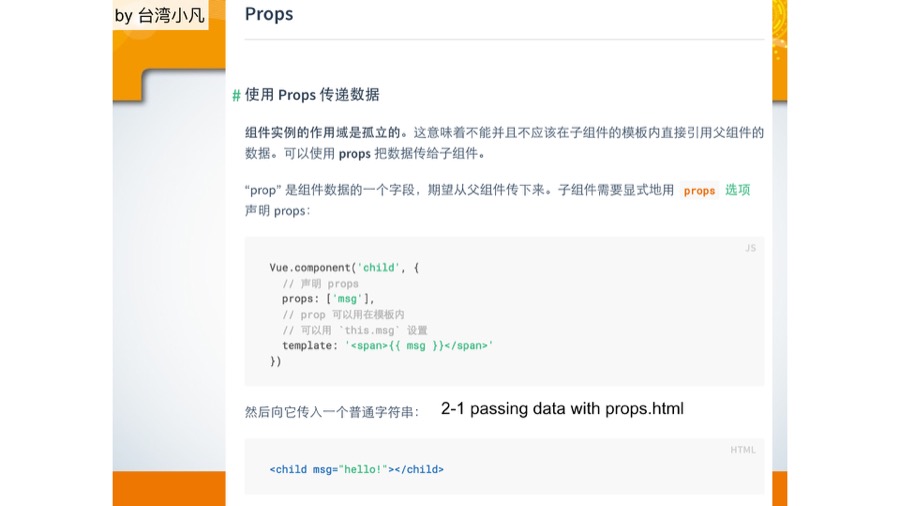 by 台湾小凡
Props
# 使用 Props 传递数据
组件实例的作用域是孤立的。这意味着不能并且不应该在子组件的模板内直接引用父组件的
数据。可以使用 props 把数据传给子组件。
“prop” 是组件数据的一个字段，期望从父组件传下来。子组件需要显式地用 props 选项
声明 props：
JS
Vue.component('child', {
// 声明 props
props: ['msg'],
// prop 可以用在模板内
// 可以用 `this.msg` 设置
template: '<span>{{ msg }}</span>'
})
然后向它传入一个普通字符串： 2-1 passing data with props.html
HTML
<child msg="hello!"></child>